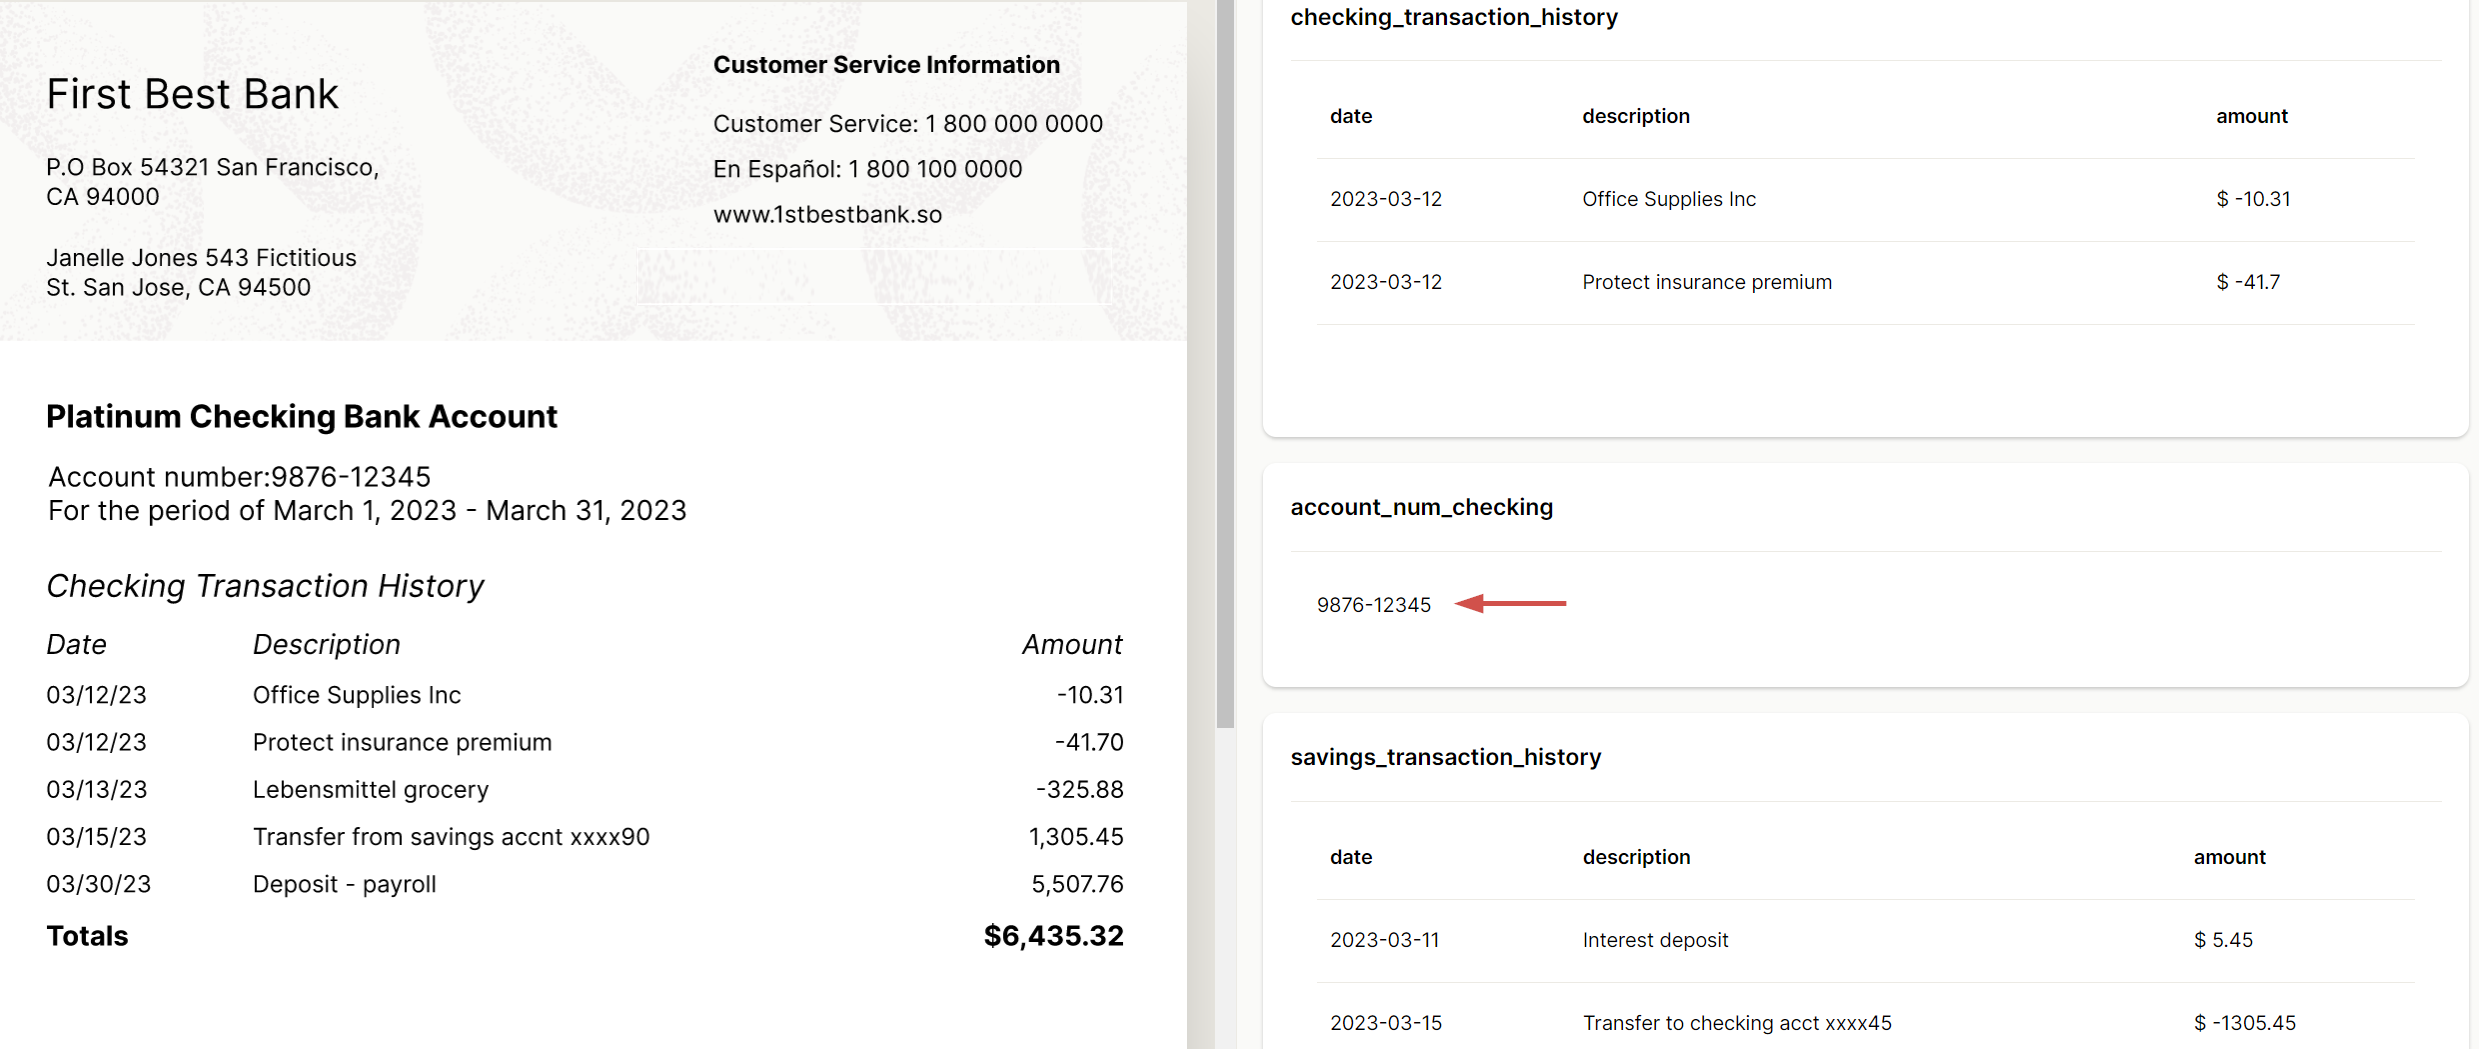 First Best Bank
P.O Box 54321 San Francisco,
CA 94000
Janelle Jones 543 Fictitious
St. San Jose, CA 94500
Customer Service Information
Customer Service: 1 800 000 0000
En Español: 1 800 100 0000
www.1stbestbank.so
Platinum Checking Bank Account
Account number:9876-12345
For the period of March 1, 2023 - March 31, 2023
Checking Transaction History
Date Description Amount
03/12/23 Office Supplies Inc -10.31
03/12/23 Protect insurance premium -41.70
03/13/23 Lebensmittel grocery -325.88
03/15/23 Transfer from savings accnt xxxx90 1,305.45
03/30/23 Deposit - payroll 5,507.76
Totals $6,435.32
checking_transaction_history
date description amount
2023-03-12 Office Supplies Inc $ -10.31
2023-03-12 Protect insurance premium $ -41.7
account_num_checking
9876-12345
savings_transaction_history
date description amount
2023-03-11 Interest deposit $ 5.45
2023-03-15 Transfer to checking acct xxxx45 $ -1305.45